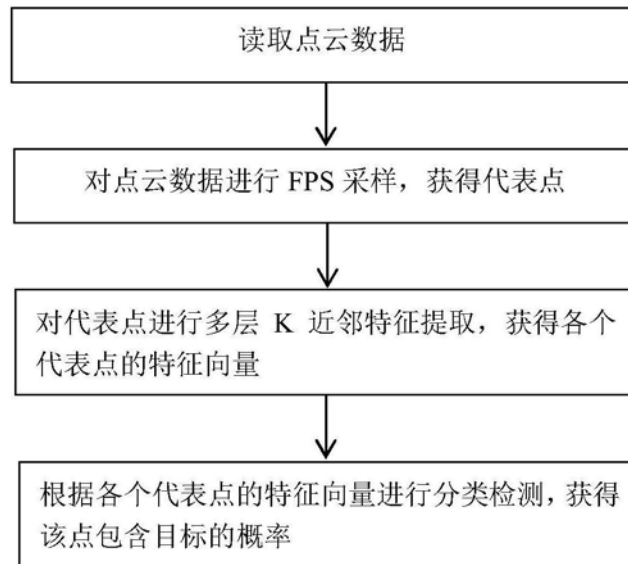 读取点云数据
对点云数据进行 FPS 采样，获得代表点
对代表点进行多层 K 近邻特征提取，获得各个
代表点的特征向量
根据各个代表点的特征向量进行分类检测，获得
该点包含目标的概率